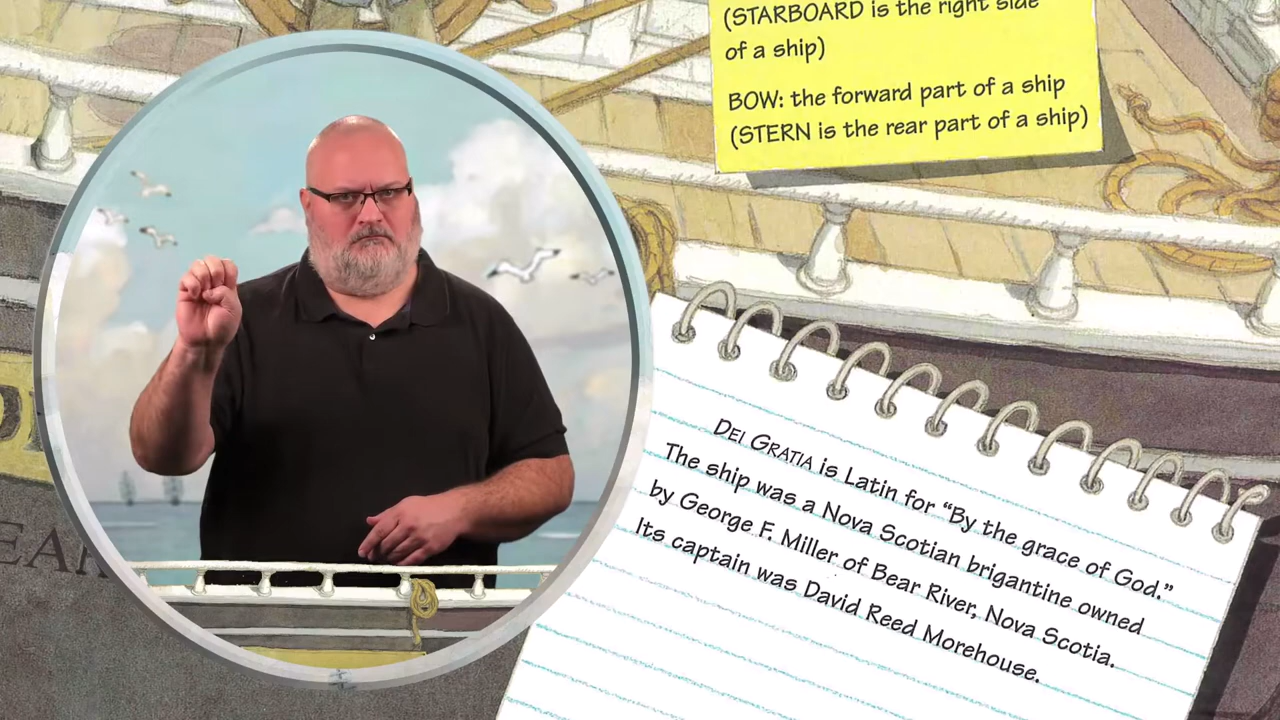 (STARBOARD is the right side
of a ship)
BOW: the forward part of a ship
(STERN is the rear part of a ship)
DEI GRATIA is Latin for “By the grace of God.”
The ship was a Nova Scotian brigantine owned
by George F. Miller of Bear River, Nova Scotia.
Its captain was David Reed Morehouse.